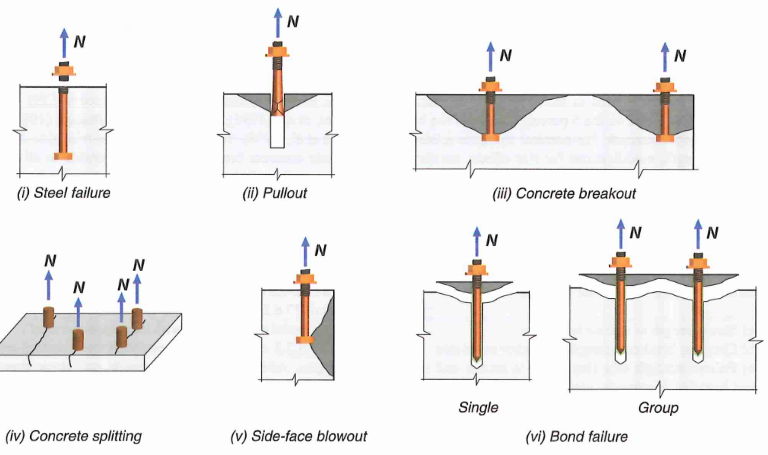 N
N
N
N
(i) Steel failure
(ii) Pullout
(iii) Concrete breakout
N
N
N
N
N
N
N
N
Single
Group
(iv) Concrete splitting
(v) Side-face blowout
(vi) Bond failure